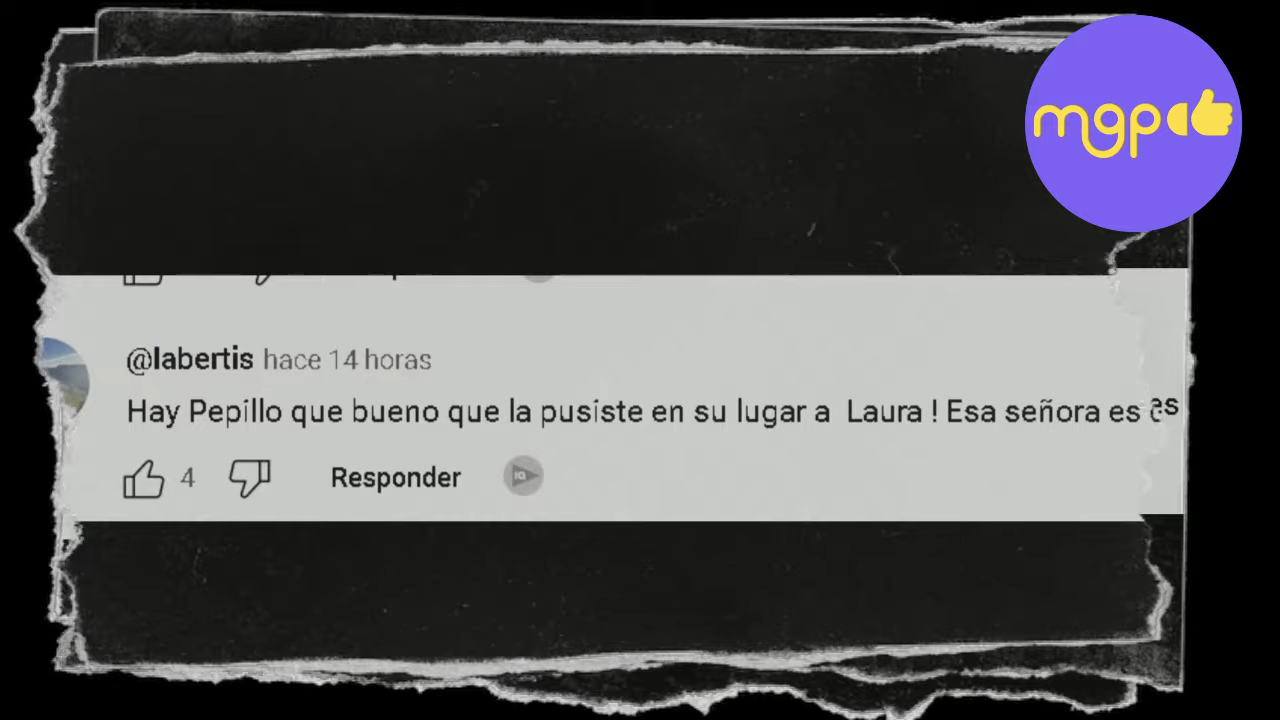 mgp
@labertis hace 14 horas
Hay Pepillo que bueno que la pusiste en su lugar a Laura ! Esa señora es es
4 Responder